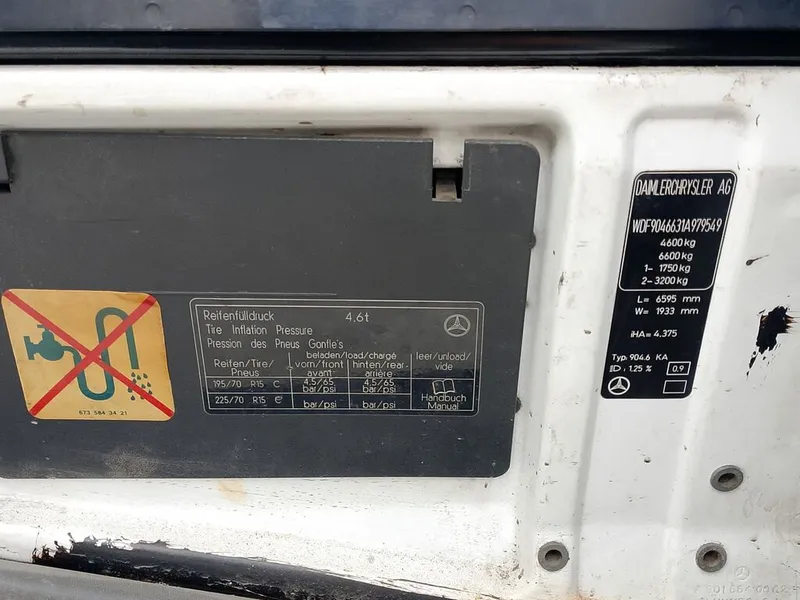 Reifenfülldruck 4,6t
Tire Inflation Pressure
Pression des Pneus Gonfle's
Reifen/Tire/ beladen/load/chargé leer/unload/
Pneus vorn/front hinten/rear. vide
avant arrière
195/70 R15 C 4,5/65 4,5/65
bar/psi bar/psi
225/70 R15 C bar/psi bar/psi Handbuch
Manual
673 584 34 21
DAIMLERCHRYSLER AG
WDF9046631A979549
4600 kg
6600 kg
1- 1750 kg
2- 3200 kg
L= 6595 mm
W= 1933 mm
iHA= 4.375
Typ: 904.6 KA
1,25 % 0.9